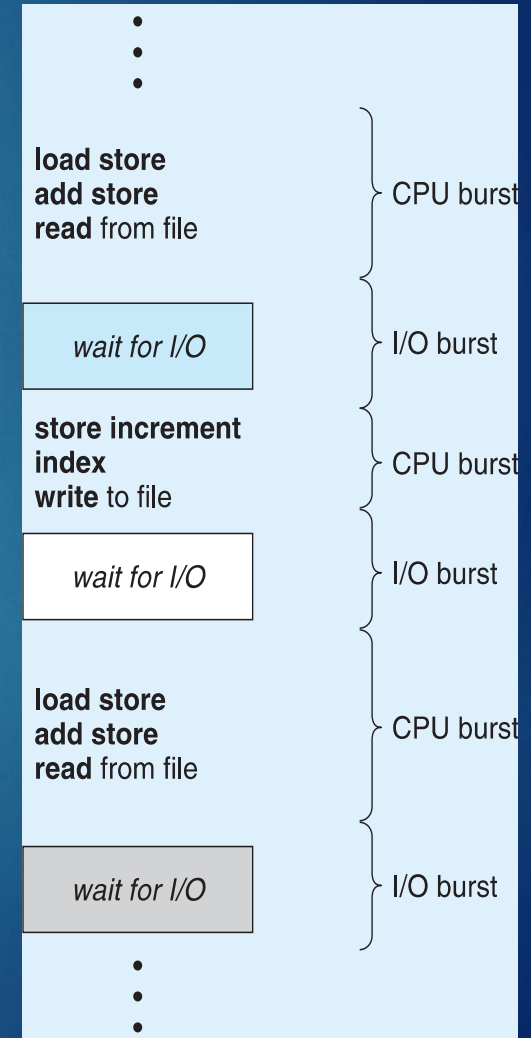 load store
add store
read from file
CPU burst
wait for I/O
I/O burst
store increment
index
write to file
CPU burst
wait for I/O
I/O burst
load store
add store
read from file
CPU burst
wait for I/O
I/O burst